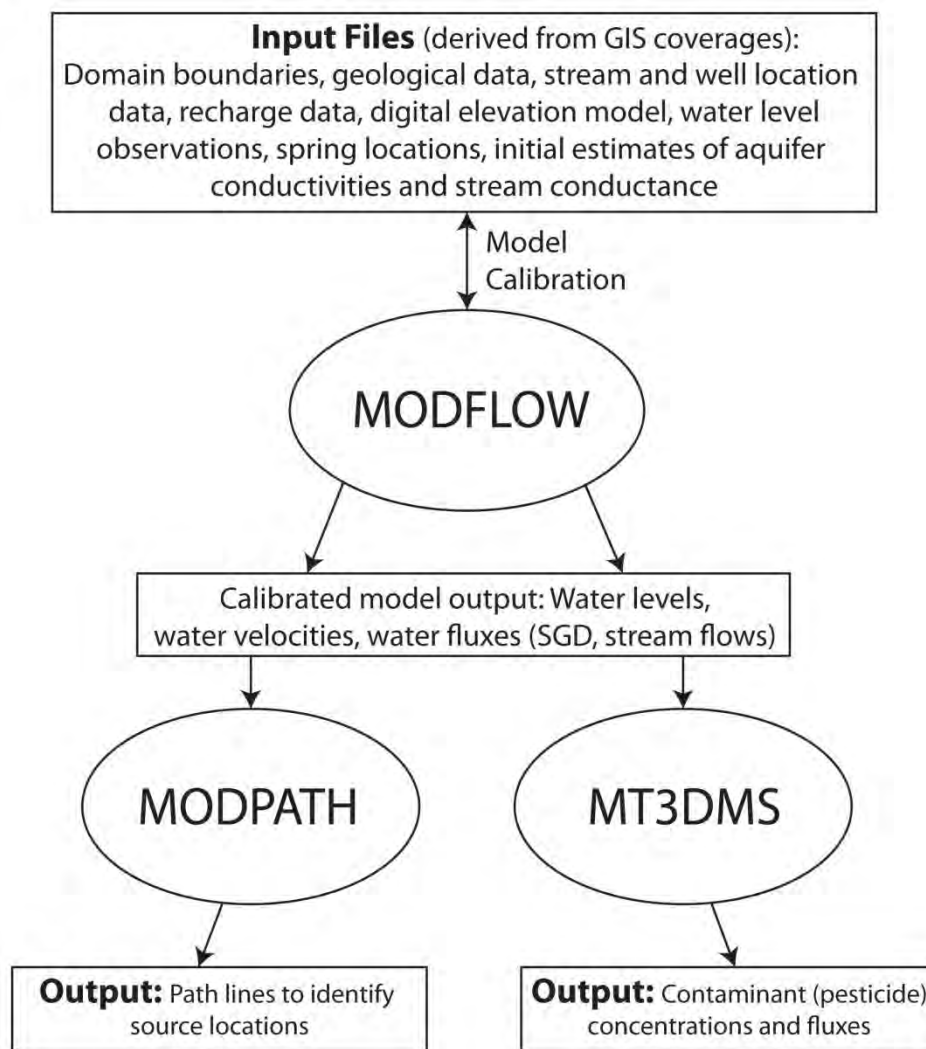 Input Files (derived from GIS coverages):
Domain boundaries, geological data, stream and well location
data, recharge data, digital elevation model, water level
observations, spring locations, initial estimates of aquifer
conductivities and stream conductance
Model
Calibration
MODFLOW
Calibrated model output: Water levels,
water velocities, water fluxes (SGD, stream flows)
MODPATH
MT3DMS
Output: Path lines to identify
source locations
Output: Contaminant (pesticide)
concentrations and fluxes